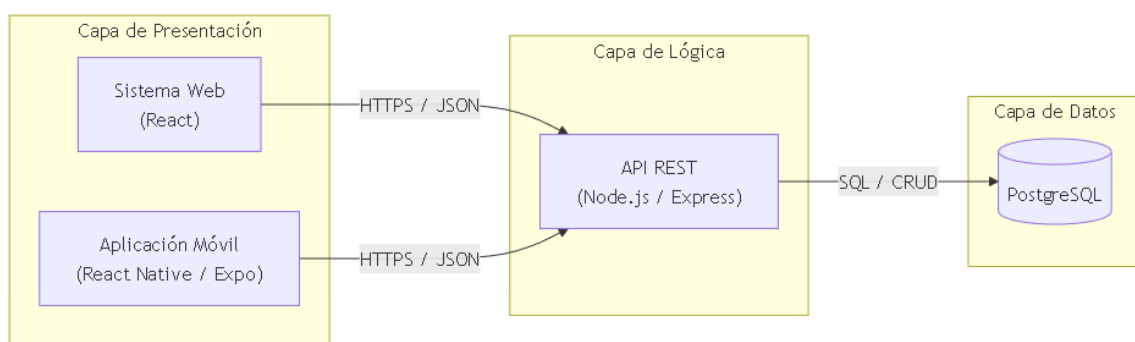 Capa de Presentación
Sistema Web
(React)
Aplicación Móvil
(React Native / Expo)
HTTPS / JSON
HTTPS / JSON
Capa de Lógica
API REST
(Node.js / Express)
SQL / CRUD
Capa de Datos
PostgreSQL